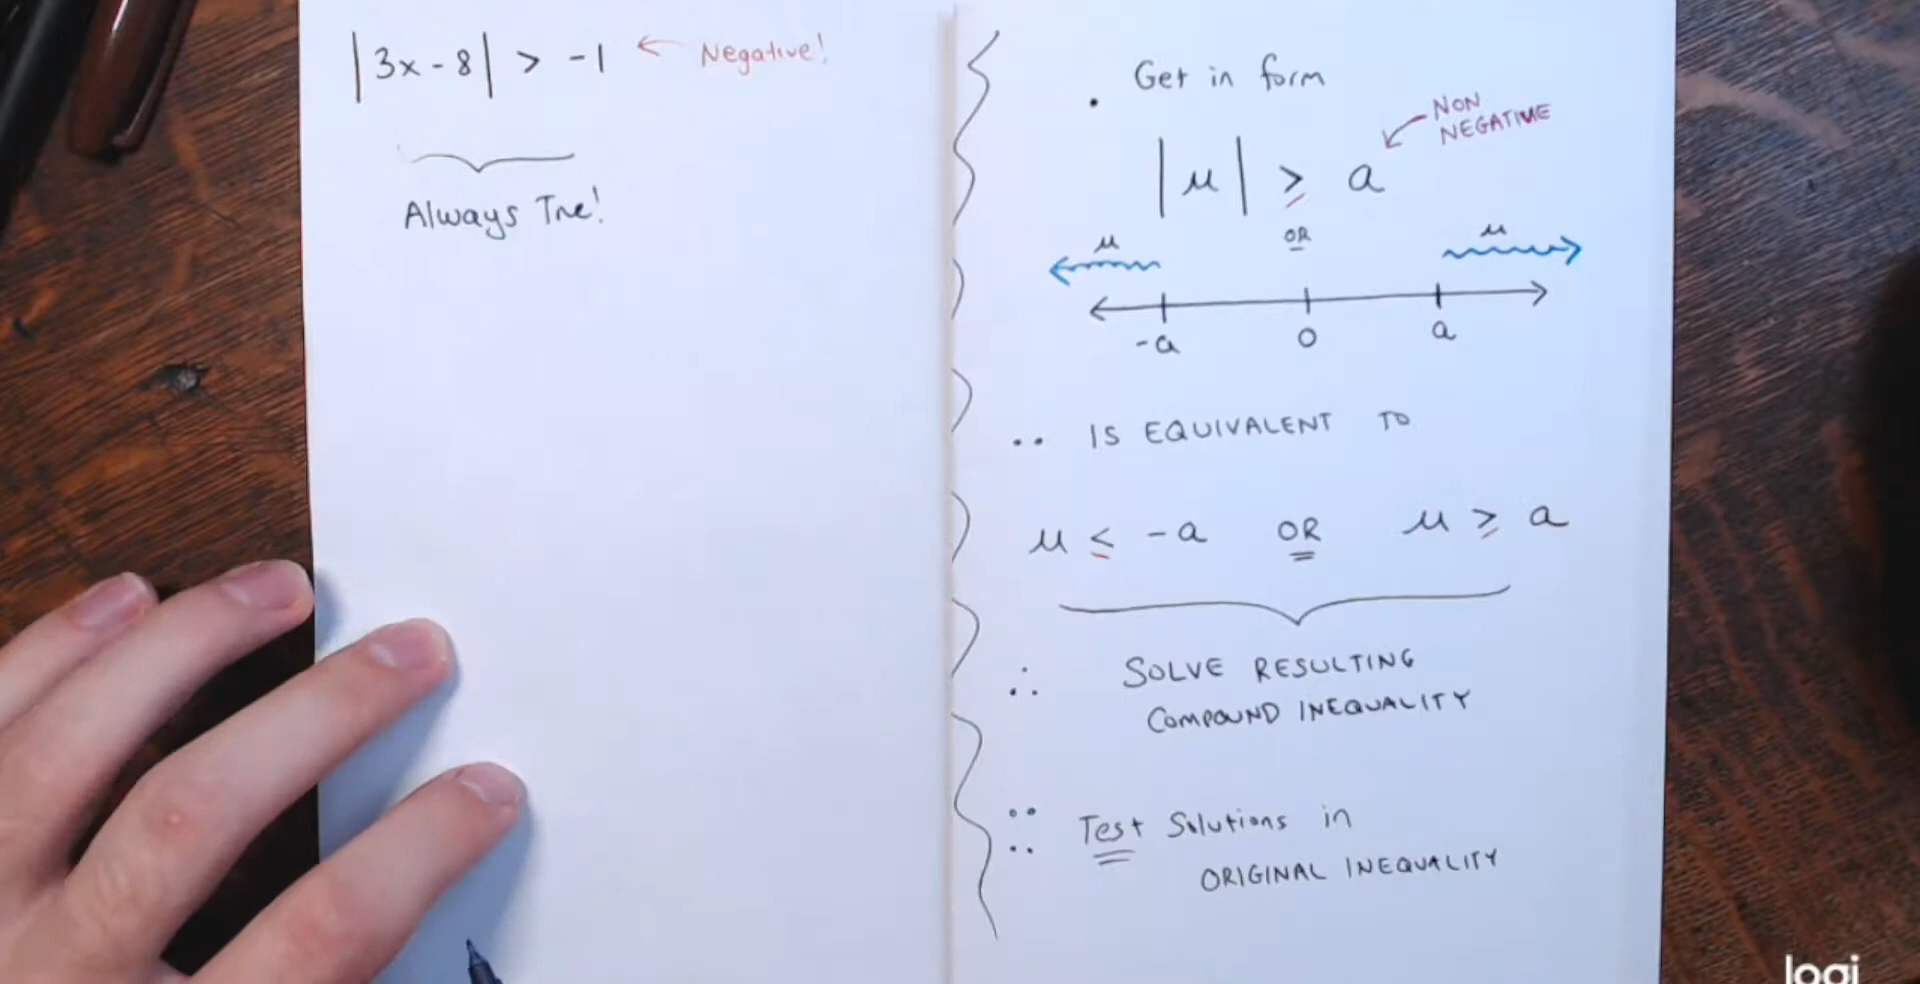 |3x - 8| > -1 ← Negative!
Always Tre!
• Get in form
NON
NEGATIVE
|μ| ≥ a
μ OR μ
-a 0 a
•• IS EQUIVALENT TO
μ ≤ -a OR μ ≥ a
∴ SOLVE RESULTING
COMPOUND INEQUALITY
:: Test Solutions in
ORIGINAL INEQUALITY
logi